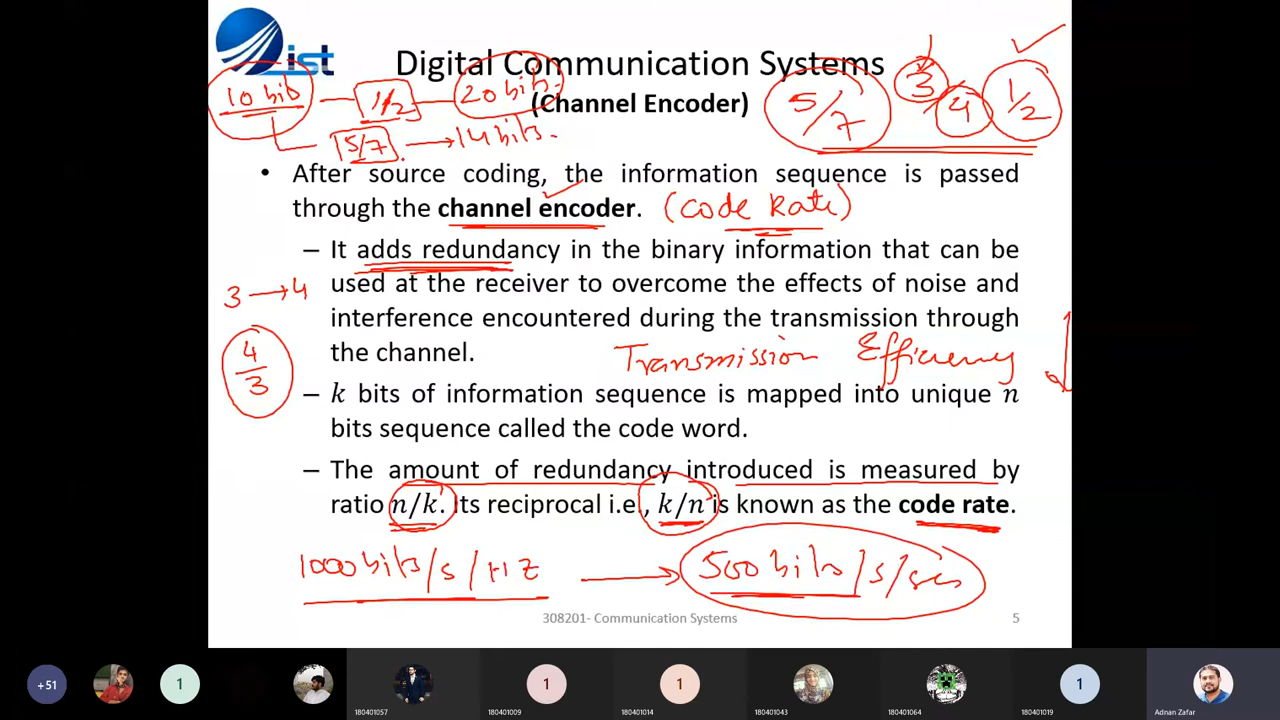 ist
Digital Communication Systems
(Channel Encoder)
10 bib
1/2
20 bits.
5/7
14 bits.
5/7
3/4
1/2
• After source coding, the information sequence is passed
through the channel encoder. (Code Rate)
– It adds redundancy in the binary information that can be
used at the receiver to overcome the effects of noise and
3 → 4
interference encountered during the transmission through
the channel.
Transmission Efficiency ↓
4/3
– k bits of information sequence is mapped into unique n
bits sequence called the code word.
– The amount of redundancy introduced is measured by
ratio n/k. Its reciprocal i.e., k/n is known as the code rate.
1000 bits/s/Hz → 500 bits/s/sec
308201- Communication Systems
5
+51
1
180401057
1
180401009
1
180401014
180401043
180401064
1
180401019
Adnan Zafar